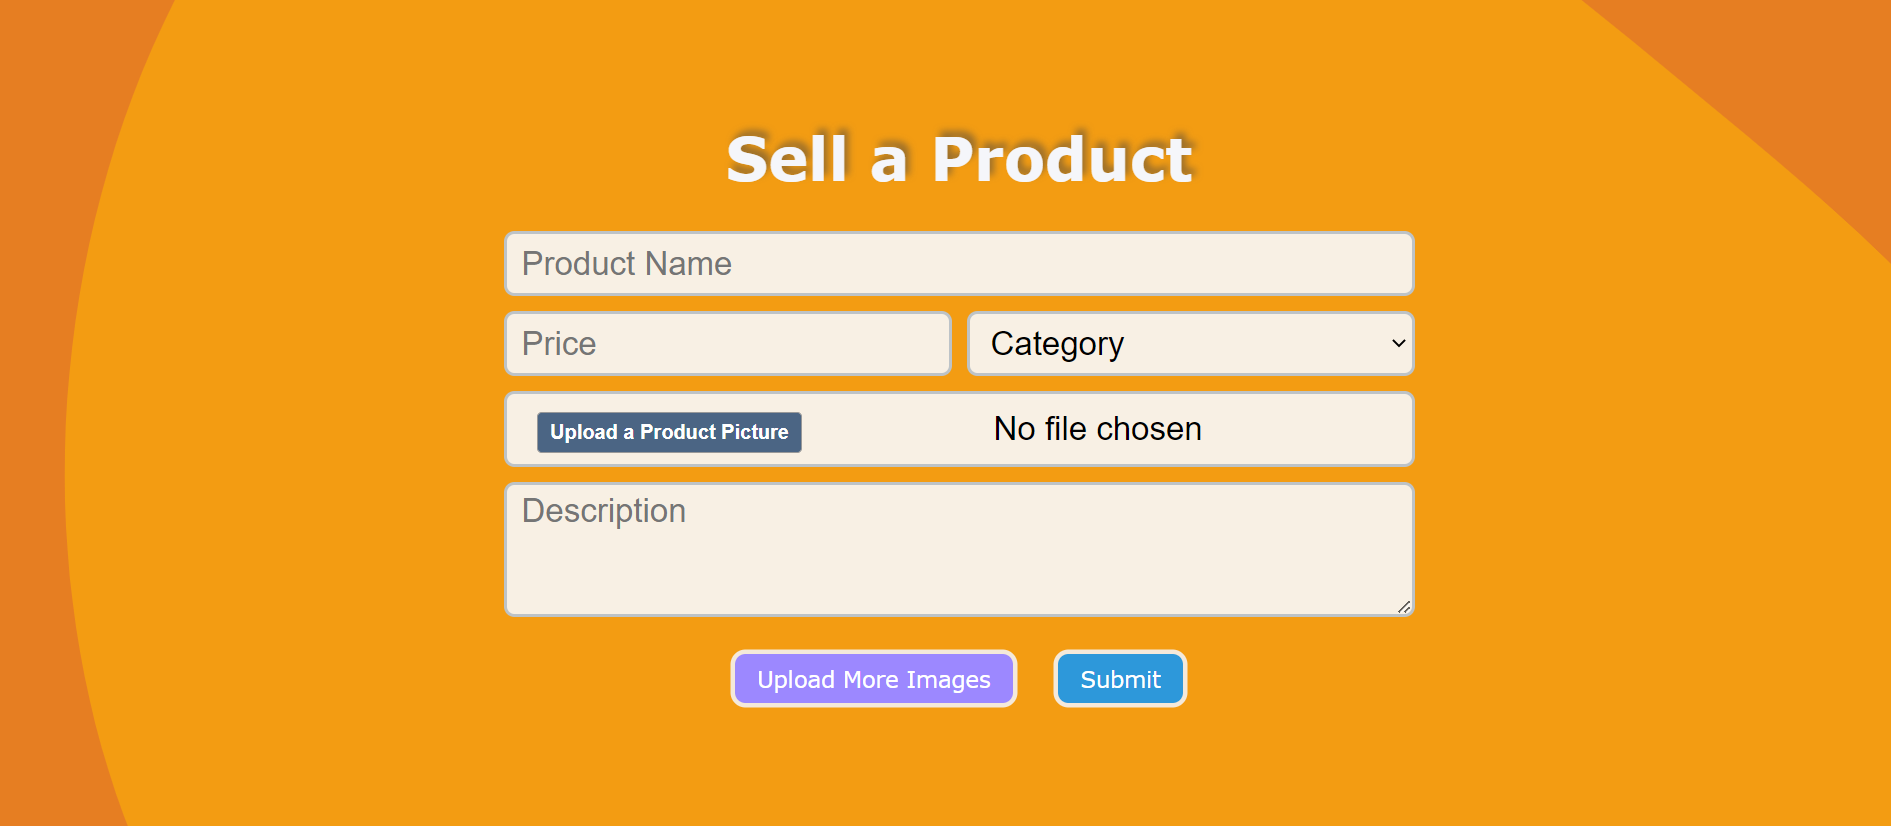 Sell a Product
Product Name
Price
Category
Upload a Product Picture
No file chosen
Description
Upload More Images
Submit